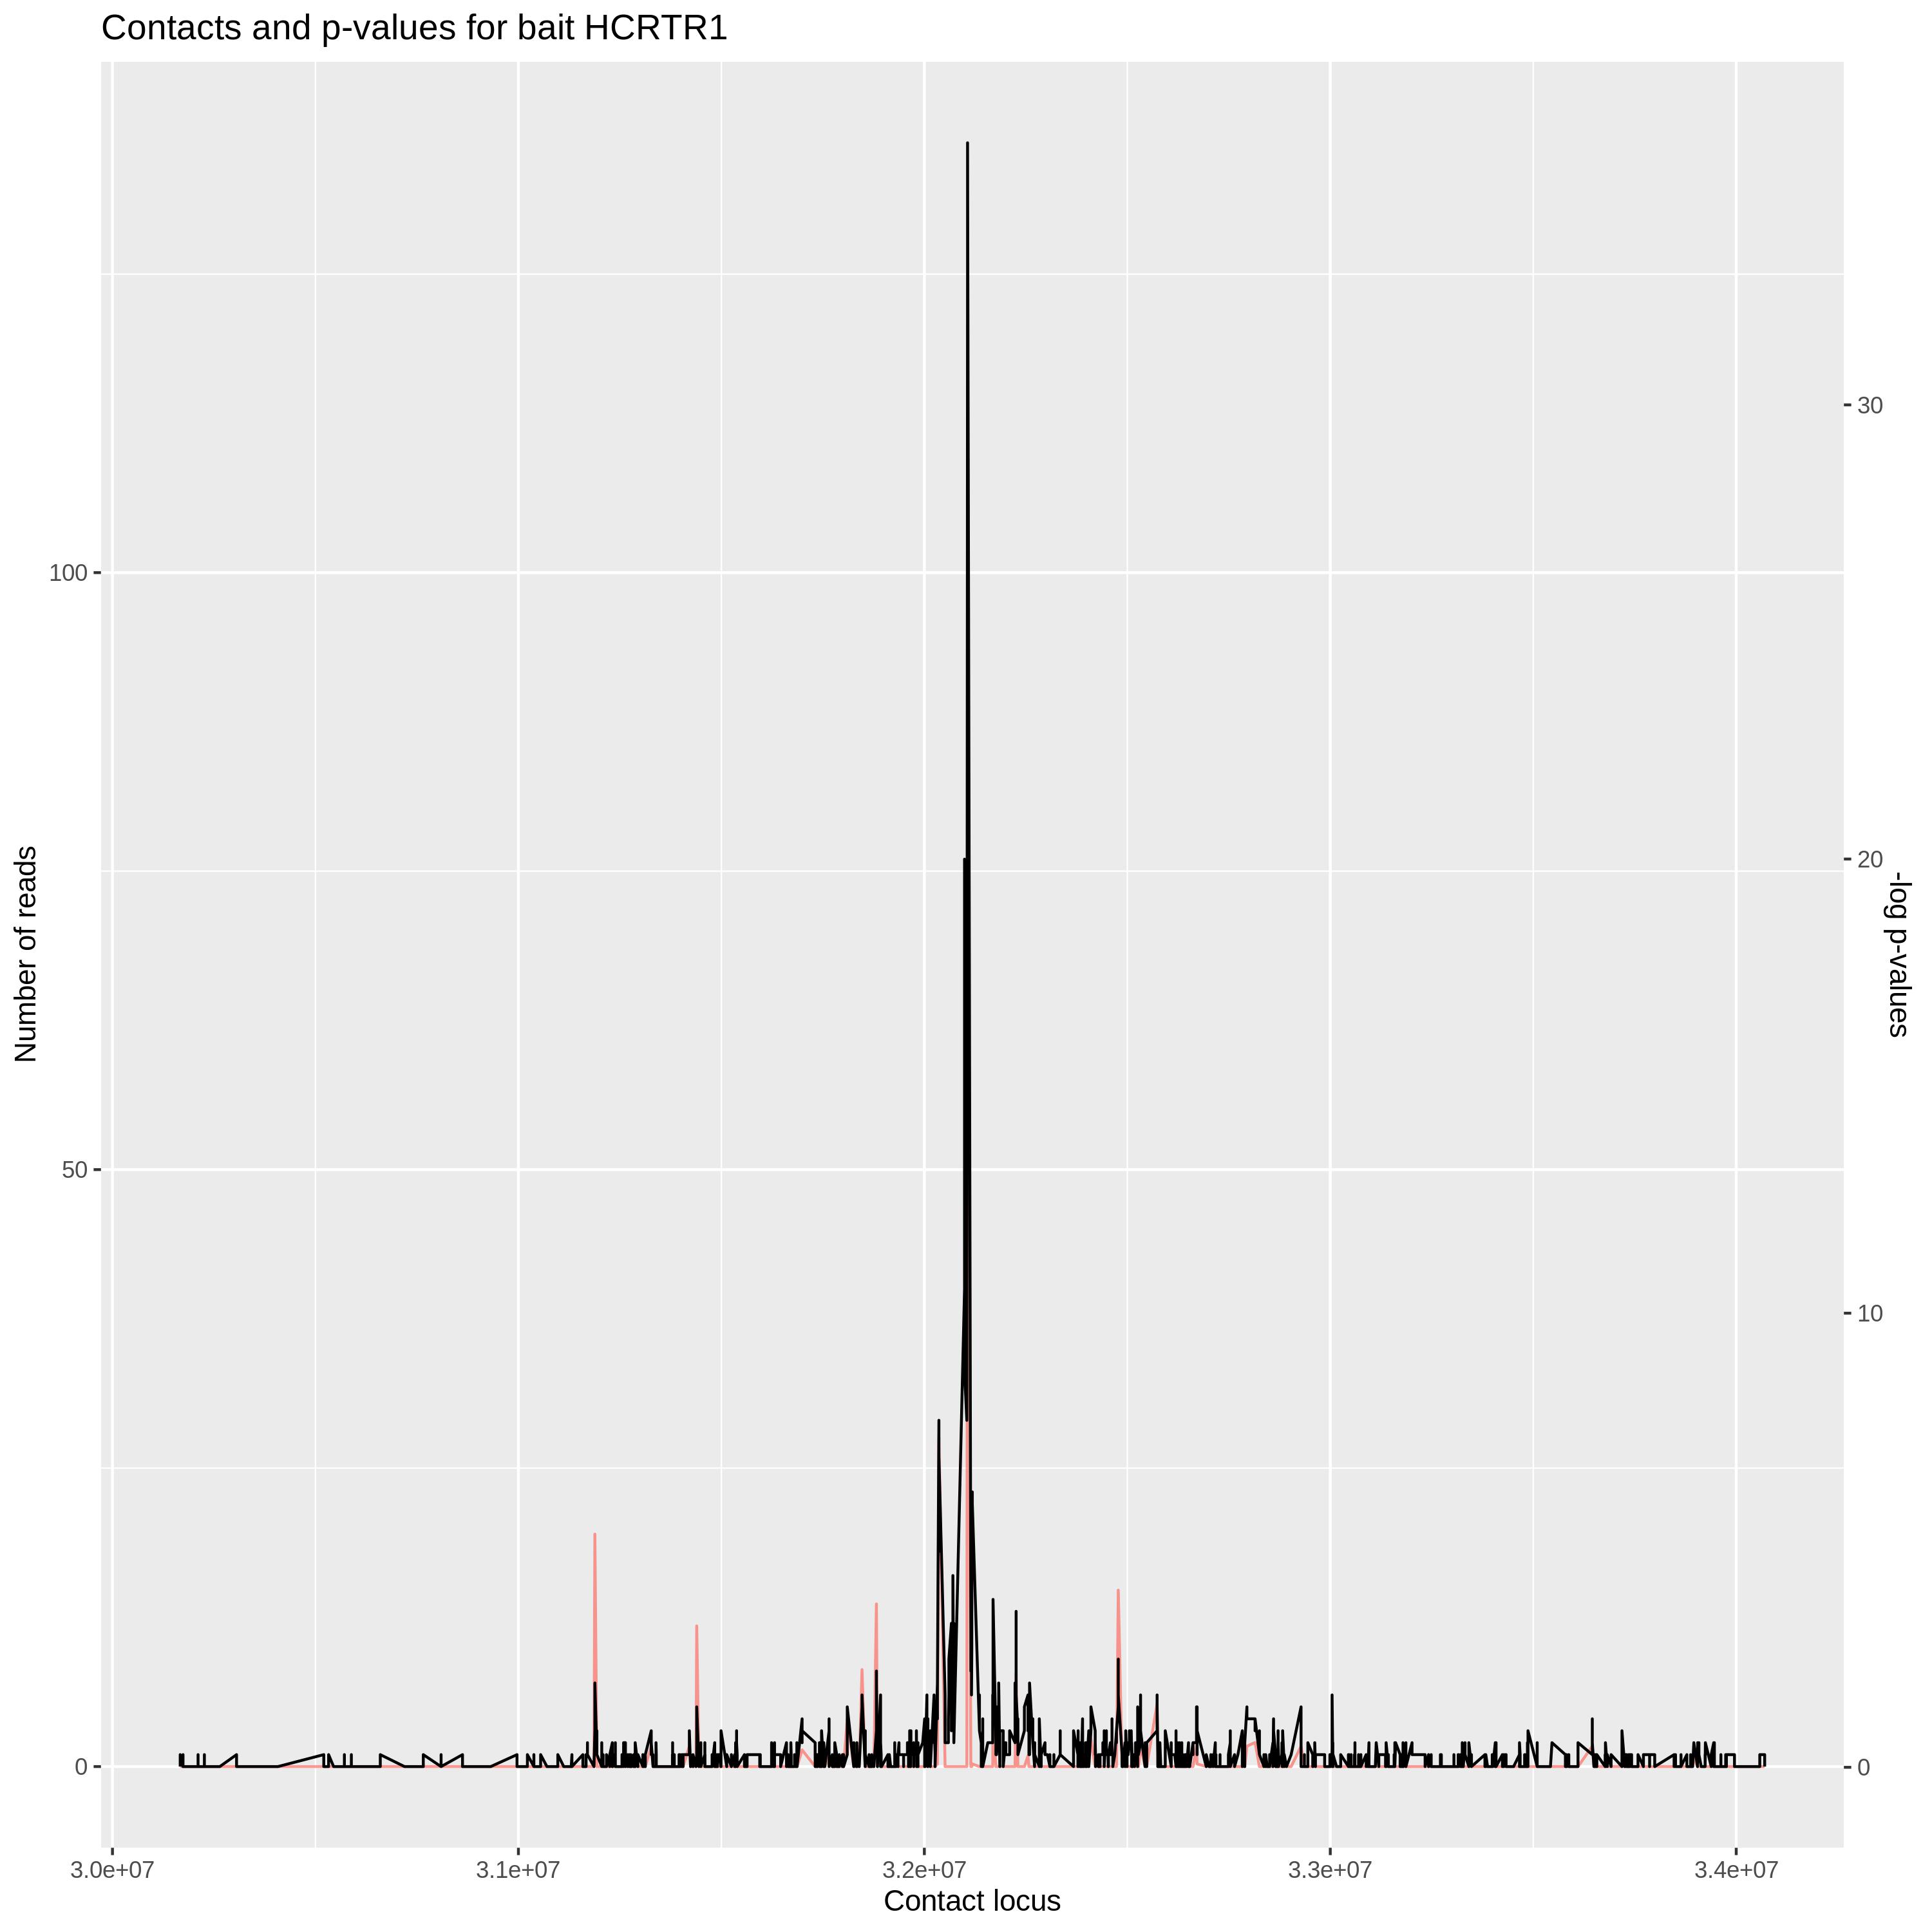 Contacts and p-values for bait HCRTR1
Number of reads
100
50
0
30
20
10
0
-log p-values
3.0e+07 3.1e+07 3.2e+07 3.3e+07 3.4e+07
Contact locus